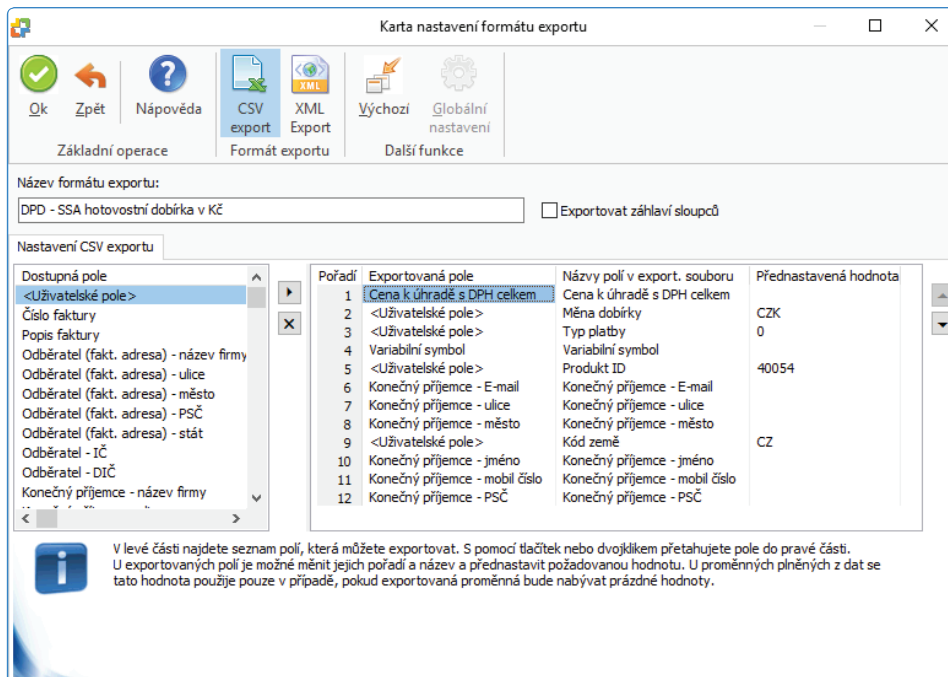 Karta nastavení formátu exportu
Ok Zpět Nápověda CSV export XML Export Výchozí Globální nastavení
Základní operace Formát exportu Další funkce
Název formátu exportu:
DPD - SSA hotovostní dobírka v Kč Exportovat záhlaví sloupců
Nastavení CSV exportu
Dostupná pole
<Uživatelské pole>
Číslo faktury
Popis faktury
Odběratel (fakt. adresa) - název firmy
Odběratel (fakt. adresa) - ulice
Odběratel (fakt. adresa) - město
Odběratel (fakt. adresa) - PSČ
Odběratel (fakt. adresa) - stát
Odběratel - IČ
Odběratel - DIČ
Konečný příjemce - název firmy
Pořadí Exportovaná pole Názvy polí v export. souboru Přednastavená hodnota
1 Cena k úhradě s DPH celkem Cena k úhradě s DPH celkem
2 <Uživatelské pole> Měna dobírky CZK
3 <Uživatelské pole> Typ platby 0
4 Variabilní symbol Variabilní symbol
5 <Uživatelské pole> Produkt ID 40054
6 Konečný příjemce - E-mail Konečný příjemce - E-mail
7 Konečný příjemce - ulice Konečný příjemce - ulice
8 Konečný příjemce - město Konečný příjemce - město
9 <Uživatelské pole> Kód země CZ
10 Konečný příjemce - jméno Konečný příjemce - jméno
11 Konečný příjemce - mobil číslo Konečný příjemce - mobil číslo
12 Konečný příjemce - PSČ Konečný příjemce - PSČ
V levé části najdete seznam polí, která můžete exportovat. S pomocí tlačítek nebo dvojklikem přetahujete pole do pravé části.
U exportovaných polí je možné měnit jejich pořadí a název a přednastavit požadovanou hodnotu. U proměnných plněných z dat se
tato hodnota použije pouze v případě, pokud exportovaná proměnná bude nabývat prázdné hodnoty.